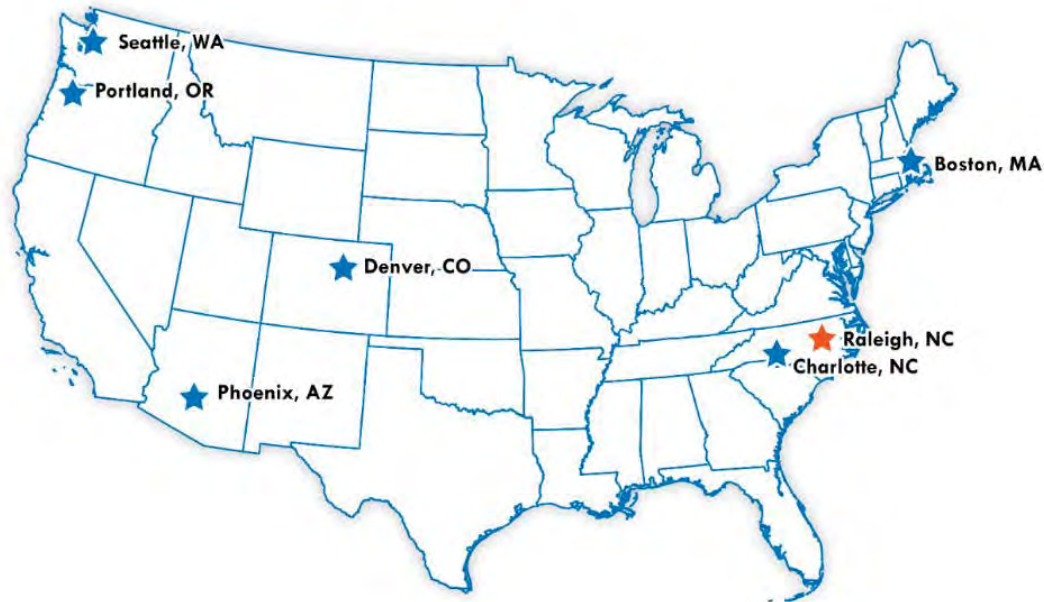 Seattle, WA
Portland, OR
Boston, MA
Denver, CO
Raleigh, NC
Charlotte, NC
Phoenix, AZ